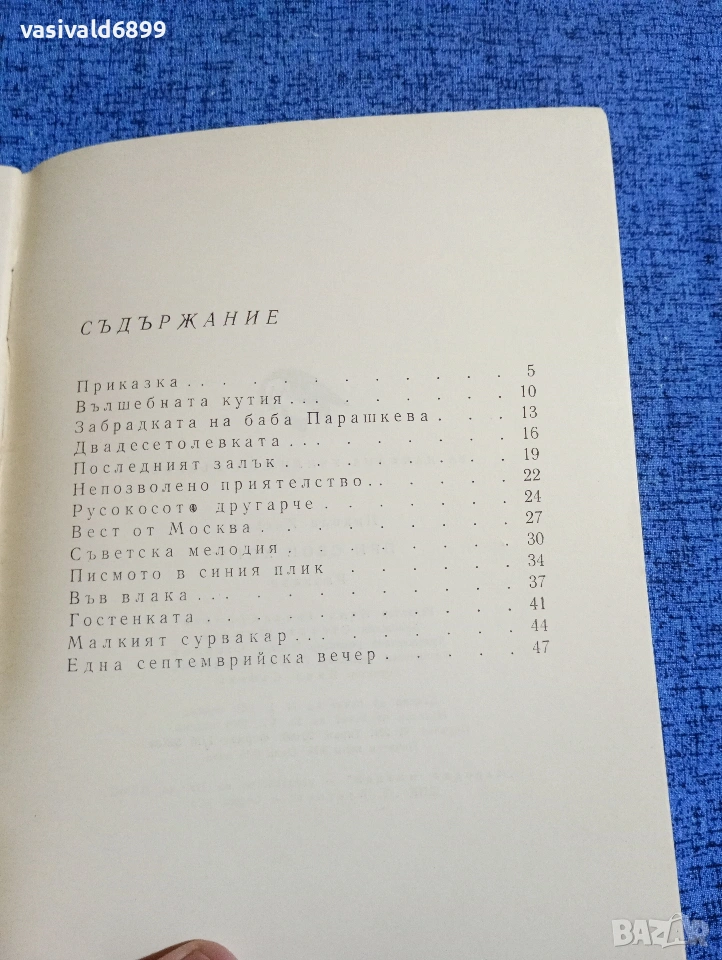 vasivald6899
СЪДЪРЖАНИЕ
Приказка . . . . . . . . . . . . 5
Вълшебната кутия . . . . . . . . . 10
Забрадката на баба Парашкева . . . . 13
Двадесетолевката . . . . . . . . . 16
Последният залък . . . . . . . . . 19
Непозволено приятелство . . . . . . 22
Русокосото другарче . . . . . . . . 24
Вест от Москва . . . . . . . . . . 27
Съветска мелодия . . . . . . . . . 30
Писмото в синия плик . . . . . . . 34
Във влака . . . . . . . . . . . . 37
Гостенката . . . . . . . . . . . . 41
Малкият сурвакар . . . . . . . . . 44
Една септемврийска вечер . . . . . . 47
BAZAR